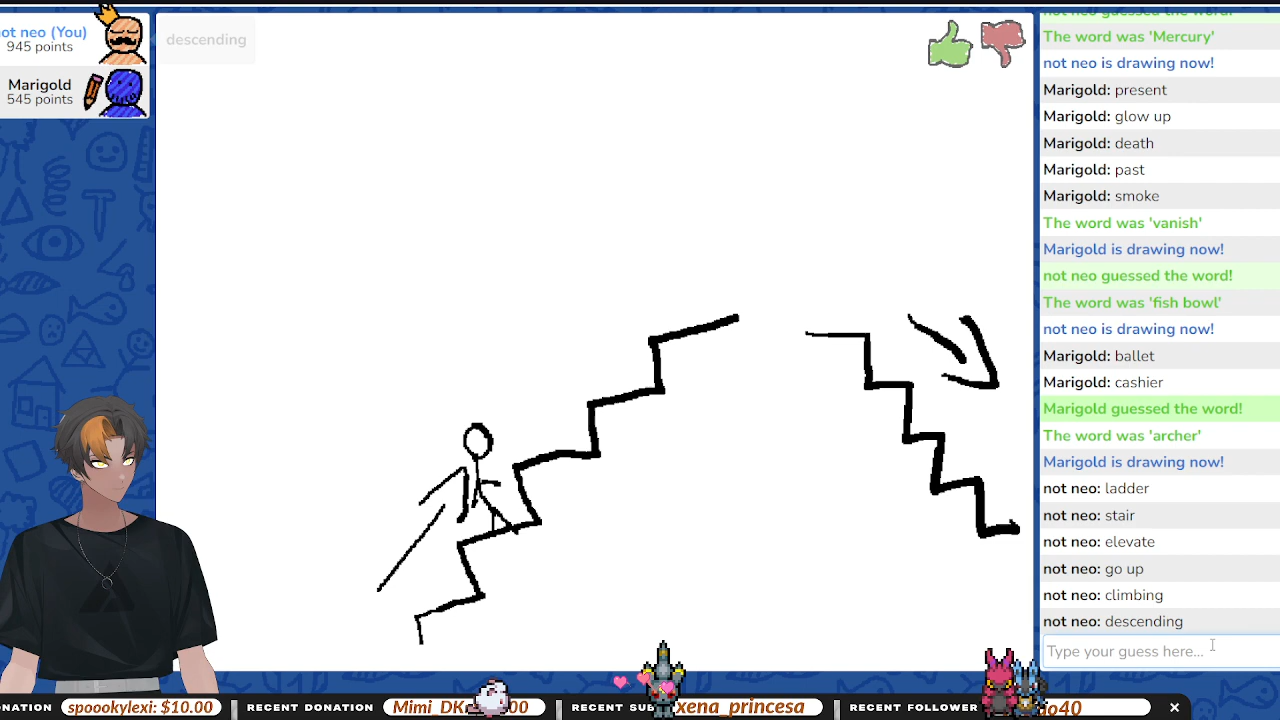 not neo (You)
945 points
Marigold
545 points
descending
not neo guessed the word!
The word was 'Mercury'
not neo is drawing now!
Marigold: present
Marigold: glow up
Marigold: death
Marigold: past
Marigold: smoke
The word was 'vanish'
Marigold is drawing now!
not neo guessed the word!
The word was 'fish bowl'
not neo is drawing now!
Marigold: ballet
Marigold: cashier
Marigold guessed the word!
The word was 'archer'
Marigold is drawing now!
not neo: ladder
not neo: stair
not neo: elevate
not neo: go up
not neo: climbing
not neo: descending
Type your guess here...
NATION spoookylexi: $10.00 RECENT DONATION RECENT SU xena_princesa RECENT FOLLOWER